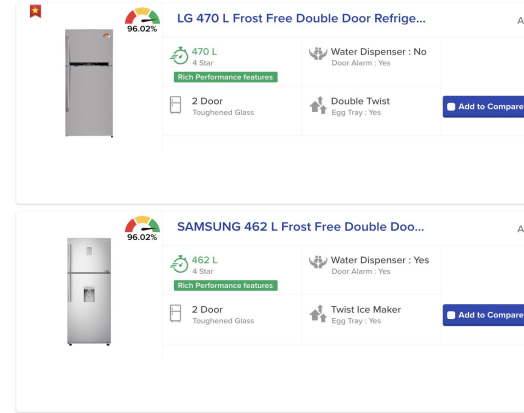 96.02%
LG 470 L Frost Free Double Door Refrige...
A
470 L
4 Star
Rich Performance features
Water Dispenser : No
Door Alarm : Yes
2 Door
Toughened Glass
Double Twist
Egg Tray : Yes
Add to Compare
96.02%
SAMSUNG 462 L Frost Free Double Doo...
A
462 L
4 Star
Rich Performance features
Water Dispenser : Yes
Door Alarm : Yes
2 Door
Toughened Glass
Twist Ice Maker
Egg Tray : Yes
Add to Compare